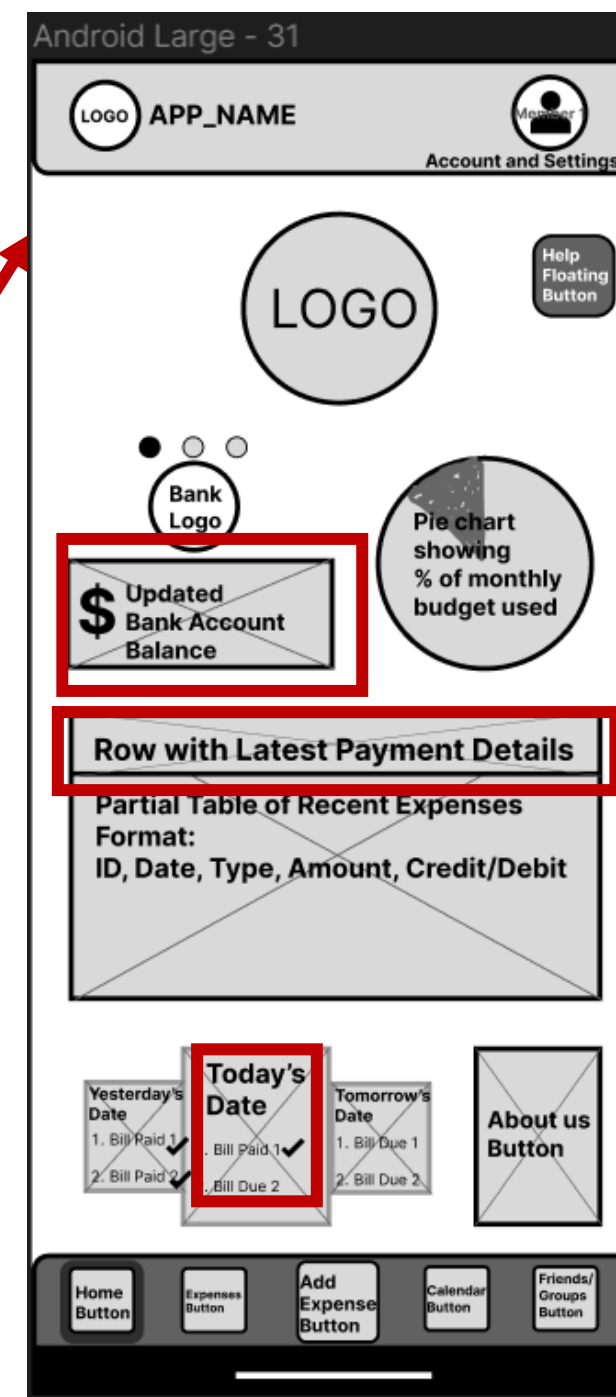 Android Large - 31
LOGO
APP_NAME
Member 1
Account and Settings
LOGO
Help
Floating
Button
Bank
Logo
$
Updated
Bank Account
Balance
Pie chart
showing
% of monthly
budget used
Row with Latest Payment Details
Partial Table of Recent Expenses
Format:
ID, Date, Type, Amount, Credit/Debit
Yesterday's
Date
1. Bill Paid 1
2. Bill Paid 2
Today's
Date
. Bill Paid 1
. Bill Due 2
Tomorrow's
Date
1. Bill Due 1
2. Bill Due 2
About us
Button
Home
Button
Expenses
Button
Add
Expense
Button
Calendar
Button
Friends/
Groups
Button